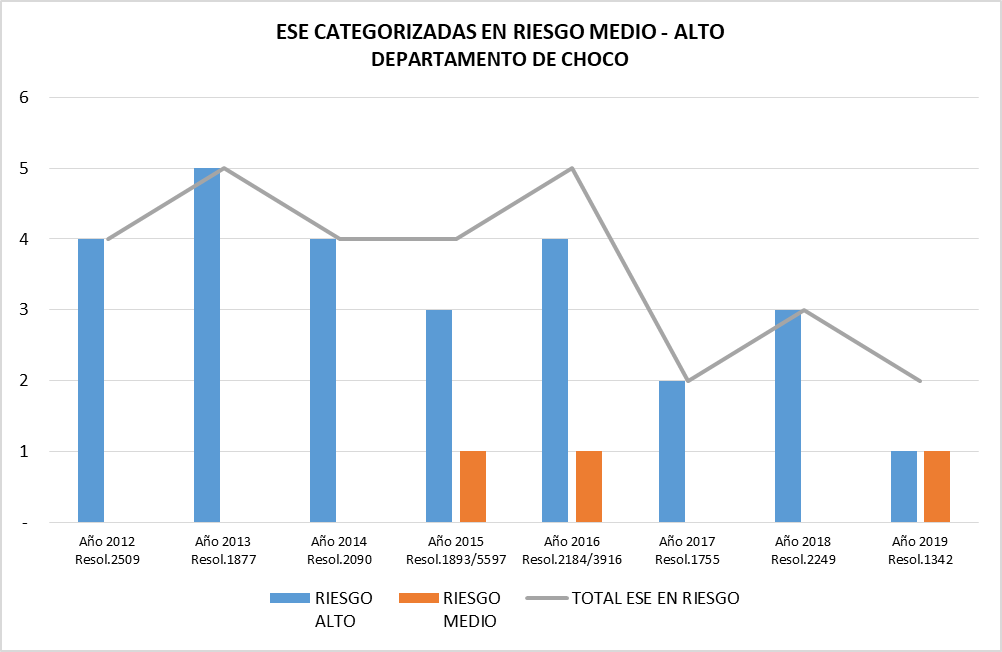 ESE CATEGORIZADAS EN RIESGO MEDIO - ALTO
DEPARTAMENTO DE CHOCO
6
5
4
3
2
1
-
Año 2012
Resol.2509
Año 2013
Resol.1877
Año 2014
Resol.2090
Año 2015
Resol.1893/5597
Año 2016
Resol.2184/3916
Año 2017
Resol.1755
Año 2018
Resol.2249
Año 2019
Resol.1342
RIESGO
ALTO
RIESGO
MEDIO
TOTAL ESE EN RIESGO